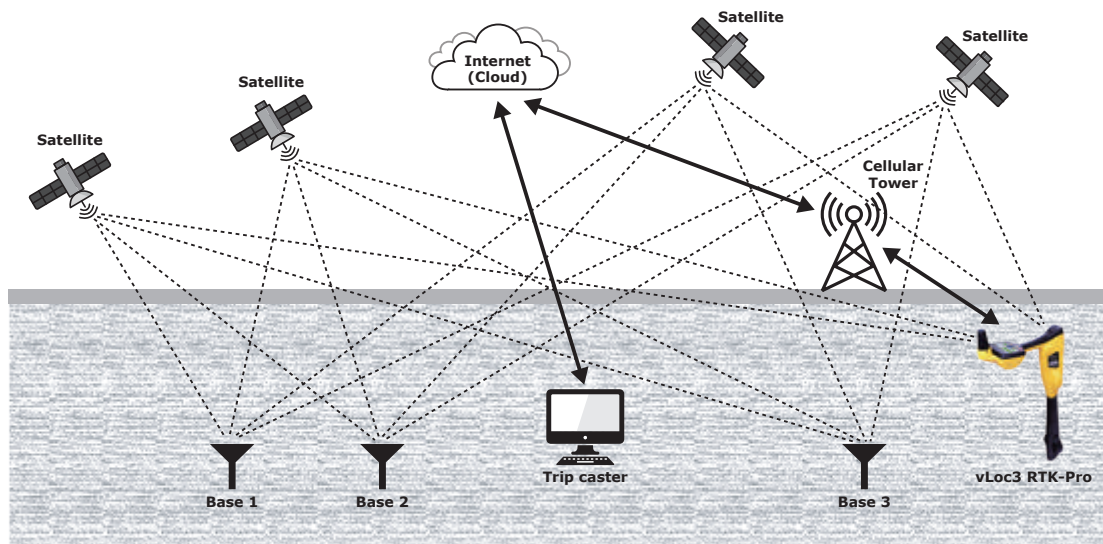 Satellite
Satellite
Satellite
Satellite
Internet
(Cloud)
Cellular
Tower
Base 1
Base 2
Trip caster
Base 3
vLoc3 RTK-Pro